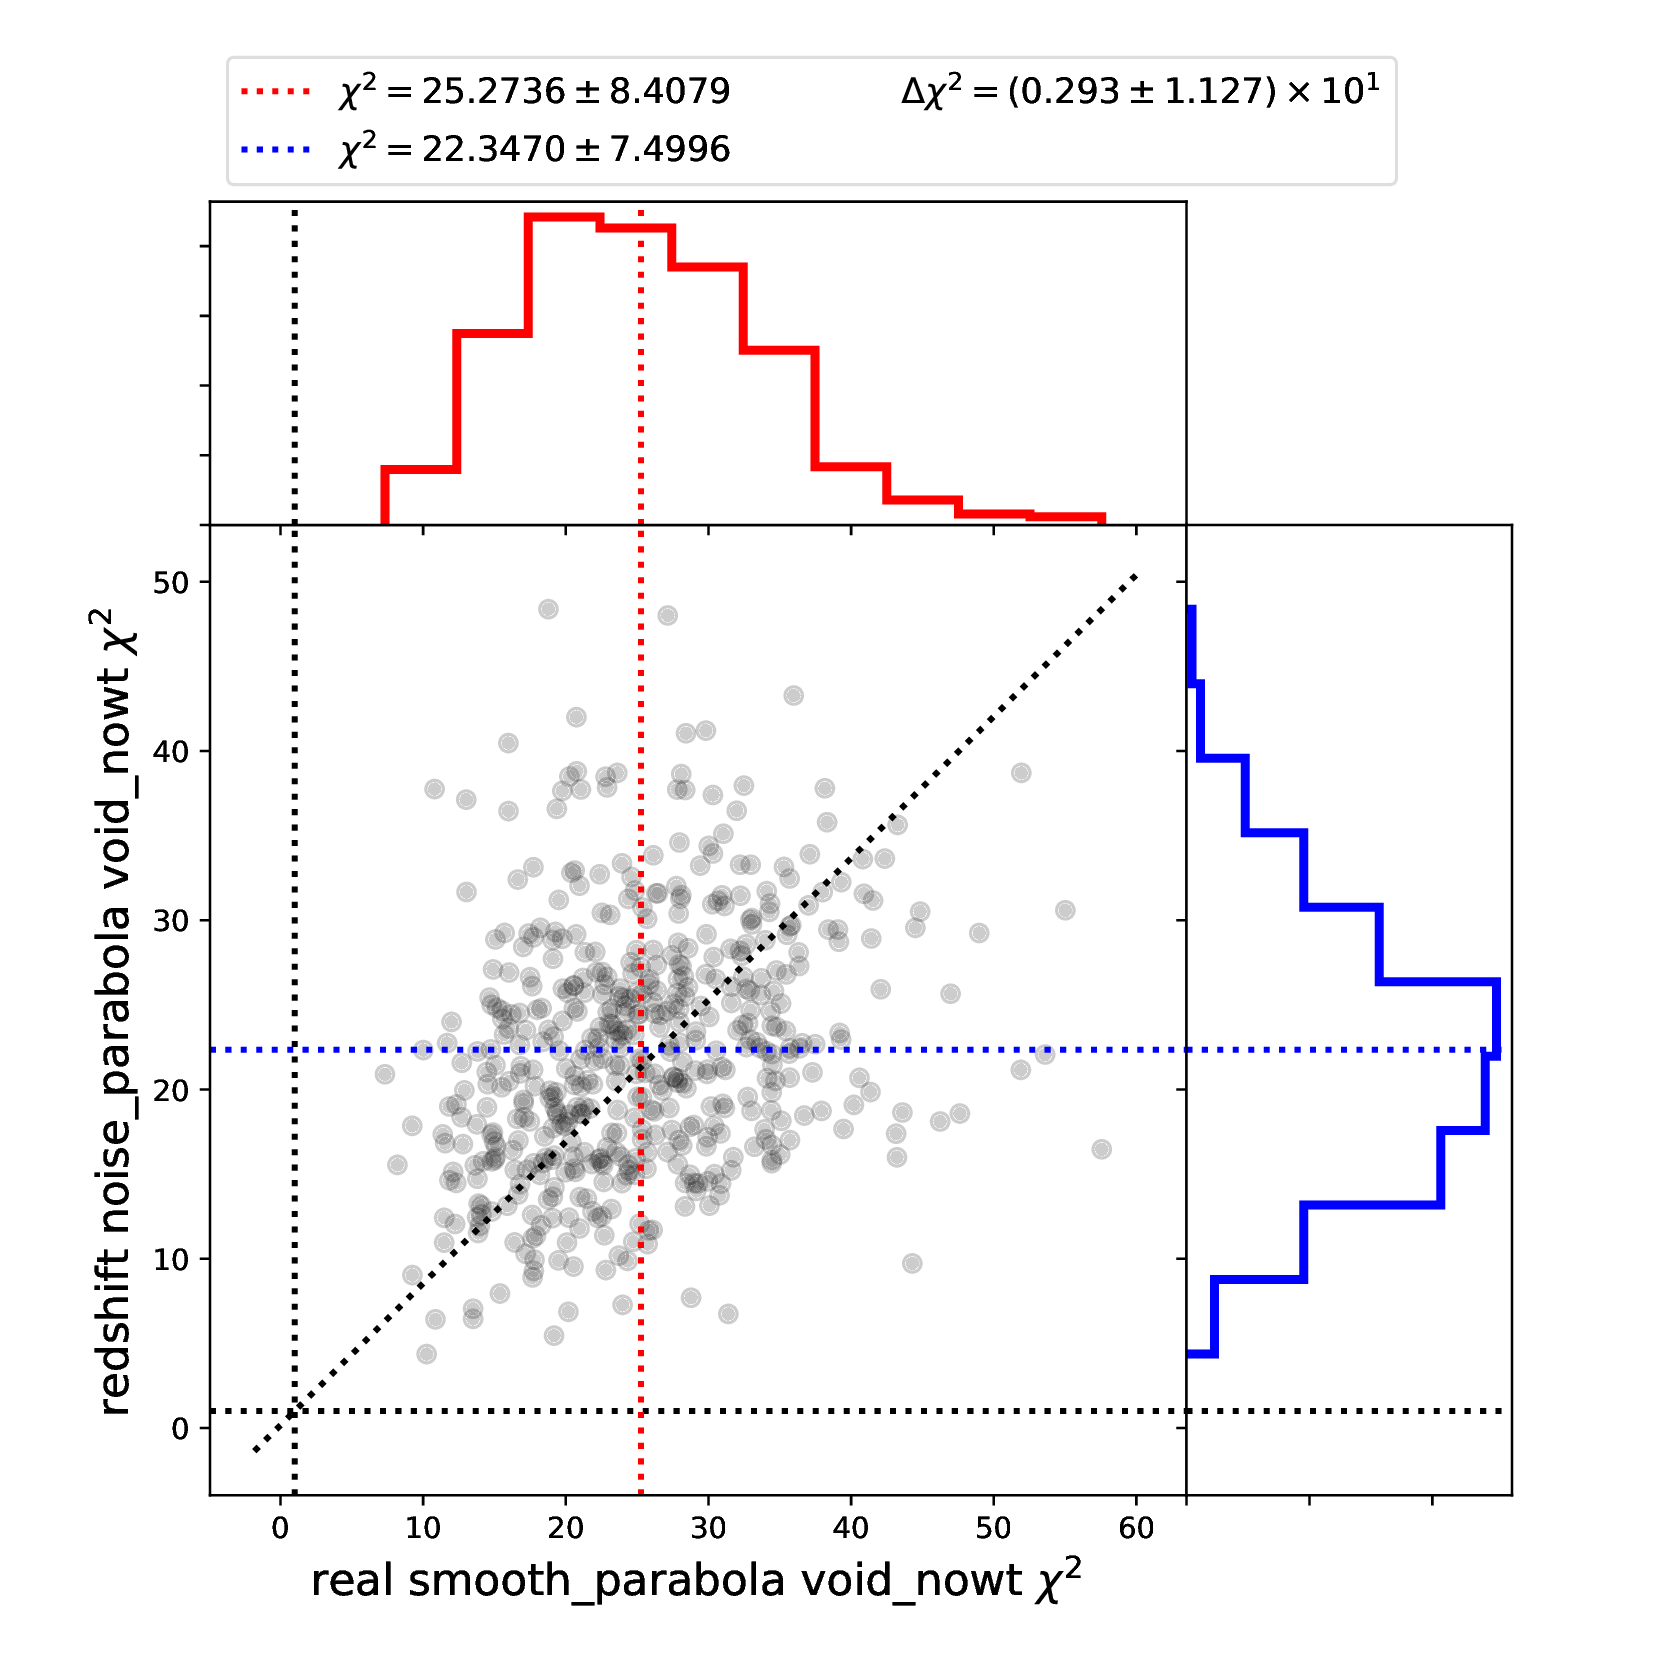 χ² = 25.2736 ± 8.4079 Δχ² = (0.293 ± 1.127) × 10¹
χ² = 22.3470 ± 7.4996
50
40
30
20
10
0
redshift noise_parabola void_nowt χ²
0 10 20 30 40 50 60
real smooth_parabola void_nowt χ²